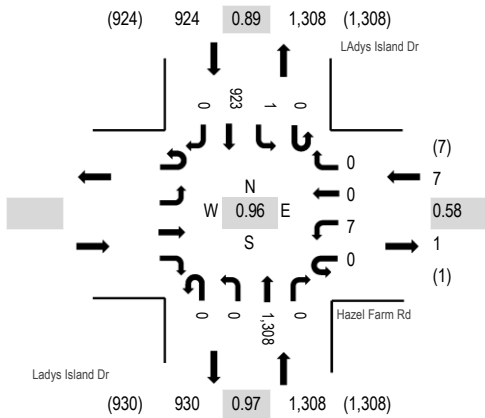 (924) 924 0.89 1,308 (1,308)
LAdys Island Dr
0 923 1 0
0
(7)
7
0
N
W 0.96 E
0.58
S
7
1
0
(1)
0 0 1,308 0
Hazel Farm Rd
Ladys Island Dr
(930) 930 0.97 1,308 (1,308)